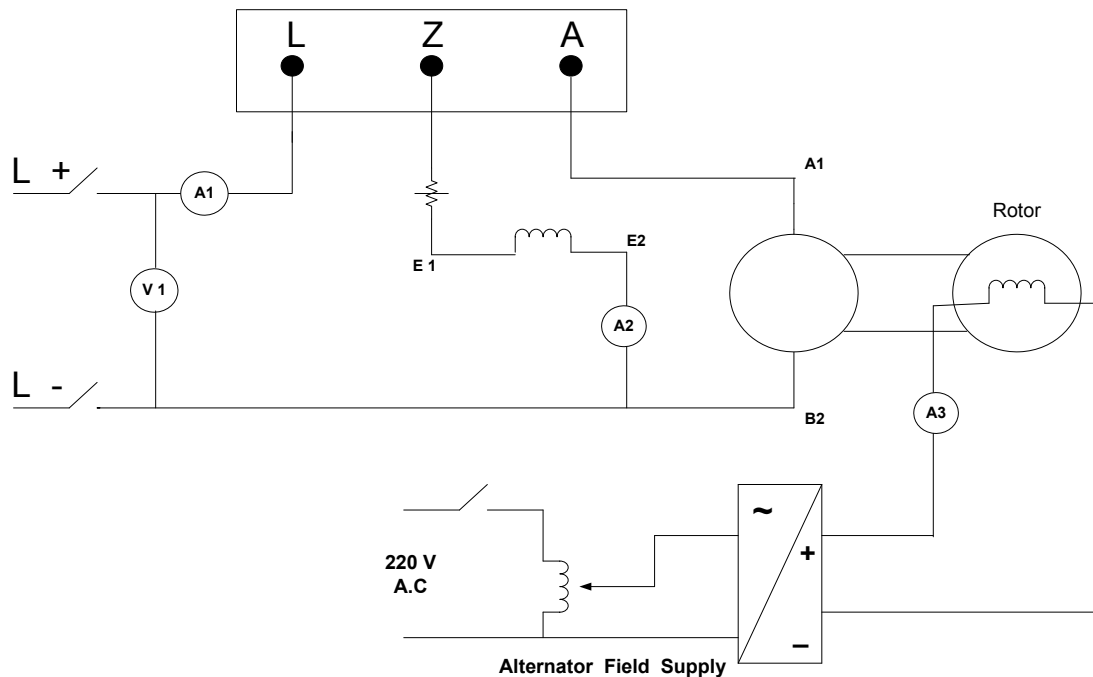 L Z A
L +
A1
A1
Rotor
E 1
E2
V 1
A2
L -
B2
A3
~
+
220 V
A.C
–
Alternator Field Supply